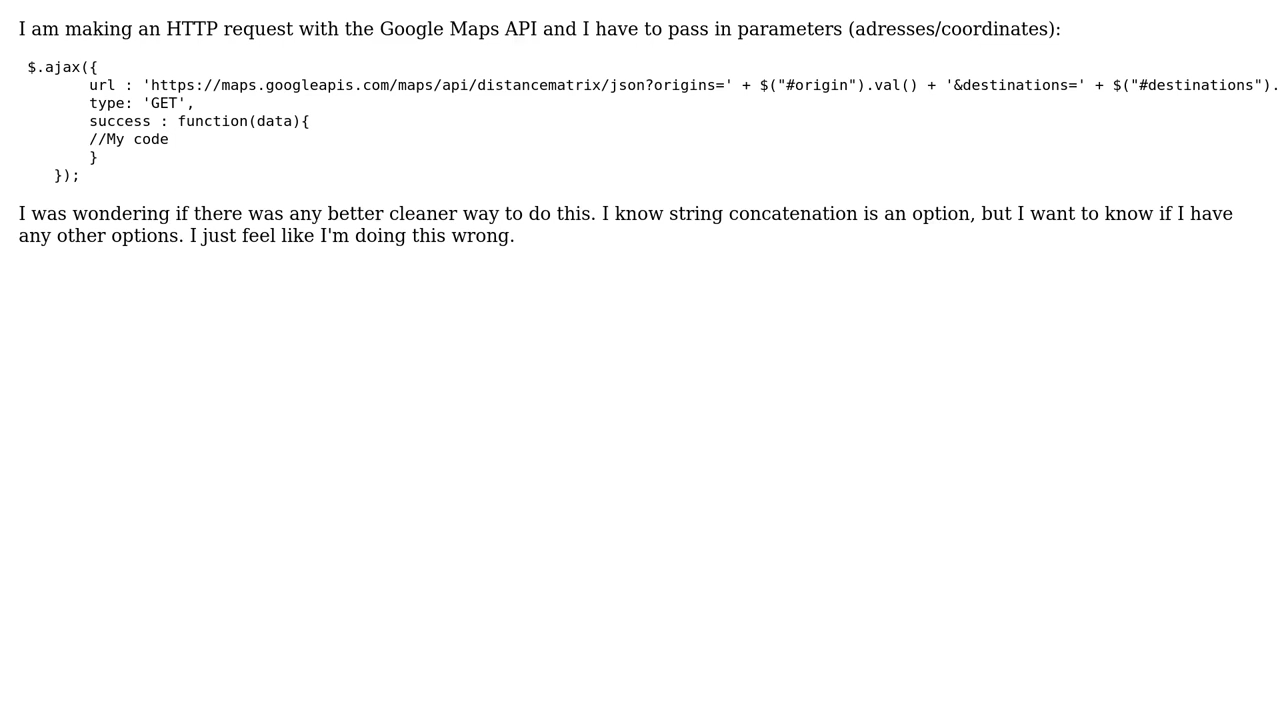 I am making an HTTP request with the Google Maps API and I have to pass in parameters (adresses/coordinates):
$.ajax({
url : 'https://maps.googleapis.com/maps/api/distancematrix/json?origins=' + $("#origin").val() + '&destinations=' + $("#destinations").
type: 'GET',
success : function(data){
//My code
}
});
I was wondering if there was any better cleaner way to do this. I know string concatenation is an option, but I want to know if I have
any other options. I just feel like I'm doing this wrong.